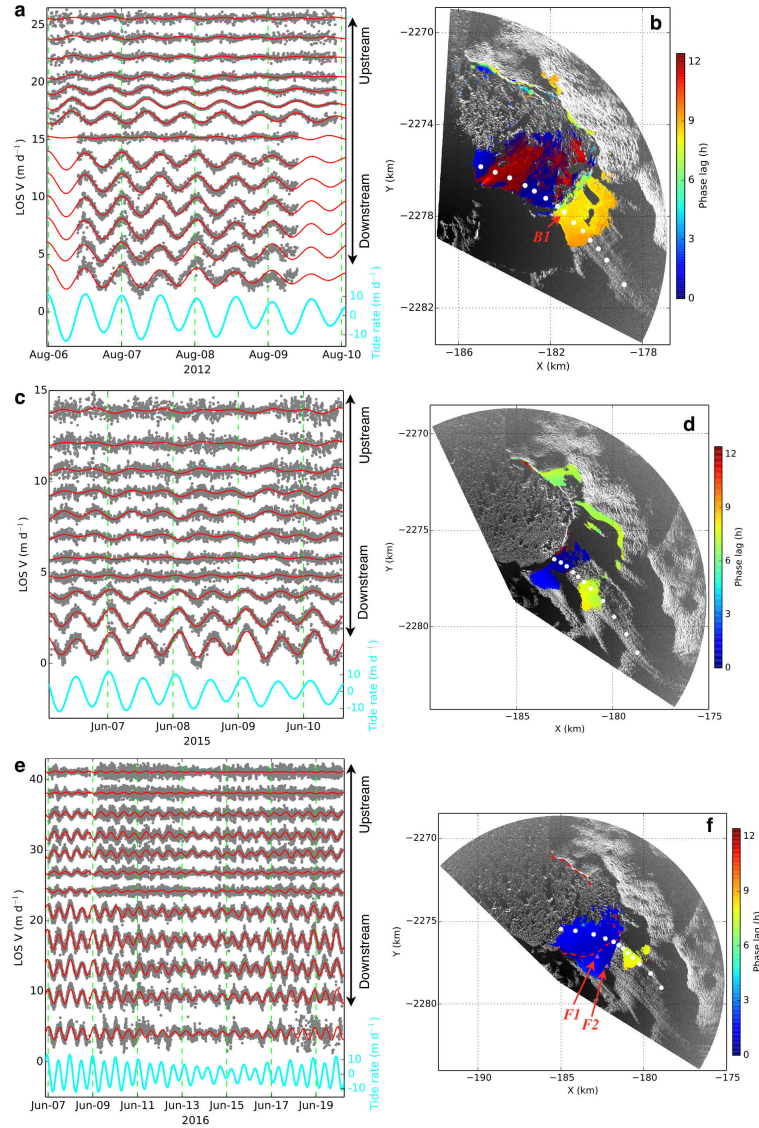 a
25
20
15
10
5
0
LOS V (m d⁻¹)
Upstream
Downstream
10
0
-10
Tide rate (m d⁻¹)
Aug-06 Aug-07 Aug-08 Aug-09 Aug-10
2012
b
−2270
−2274
−2278
−2282
Y (km)
B1
−186 −182 −178
X (km)
12
9
6
3
0
Phase lag (h)
c
15
10
5
0
LOS V (m d⁻¹)
Upstream
Downstream
10
0
-10
Tide rate (m d⁻¹)
Jun-07 Jun-08 Jun-09 Jun-10
2015
d
−2270
−2275
−2280
Y (km)
−185 −180 −175
X (km)
12
9
6
3
0
Phase lag (h)
e
40
30
20
10
0
LOS V (m d⁻¹)
Upstream
Downstream
10
0
-10
Tide rate (m d⁻¹)
Jun-07 Jun-09 Jun-11 Jun-13 Jun-15 Jun-17 Jun-19
2016
f
−2270
−2275
−2280
Y (km)
F1 F2
−190 −185 −180 −175
X (km)
12
9
6
3
0
Phase lag (h)